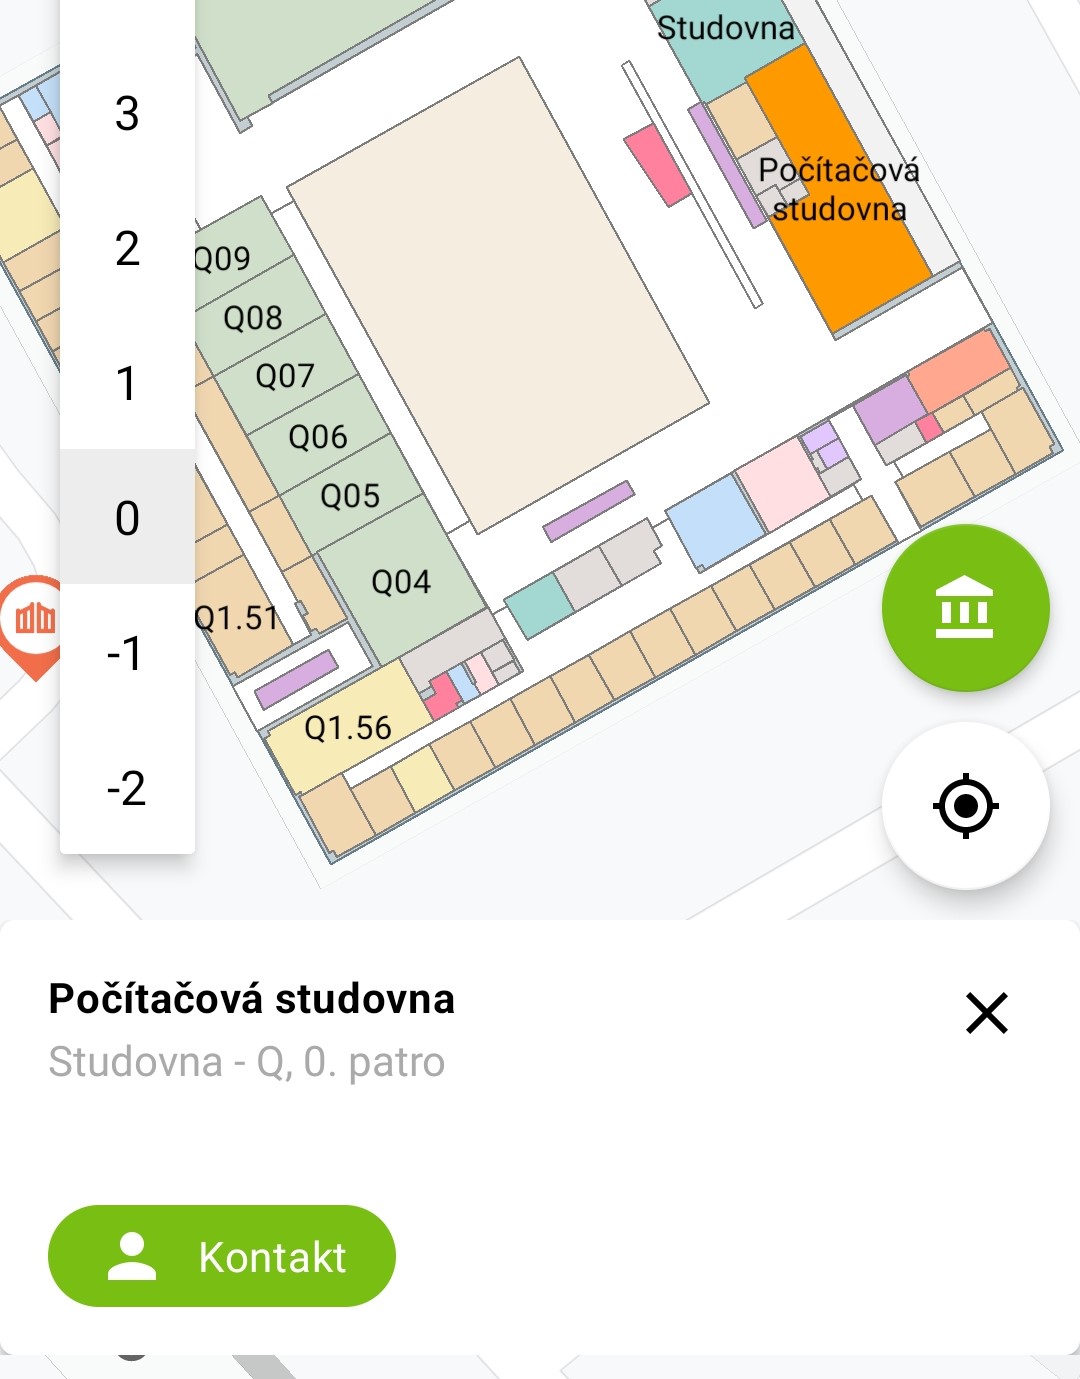 Studovna
3
Počítačová
studovna
2
Q09
Q08
1
Q07
Q06
Q05
0
Q04
Q1.51
-1
Q1.56
-2
Počítačová studovna
Studovna - Q, 0. patro
Kontakt